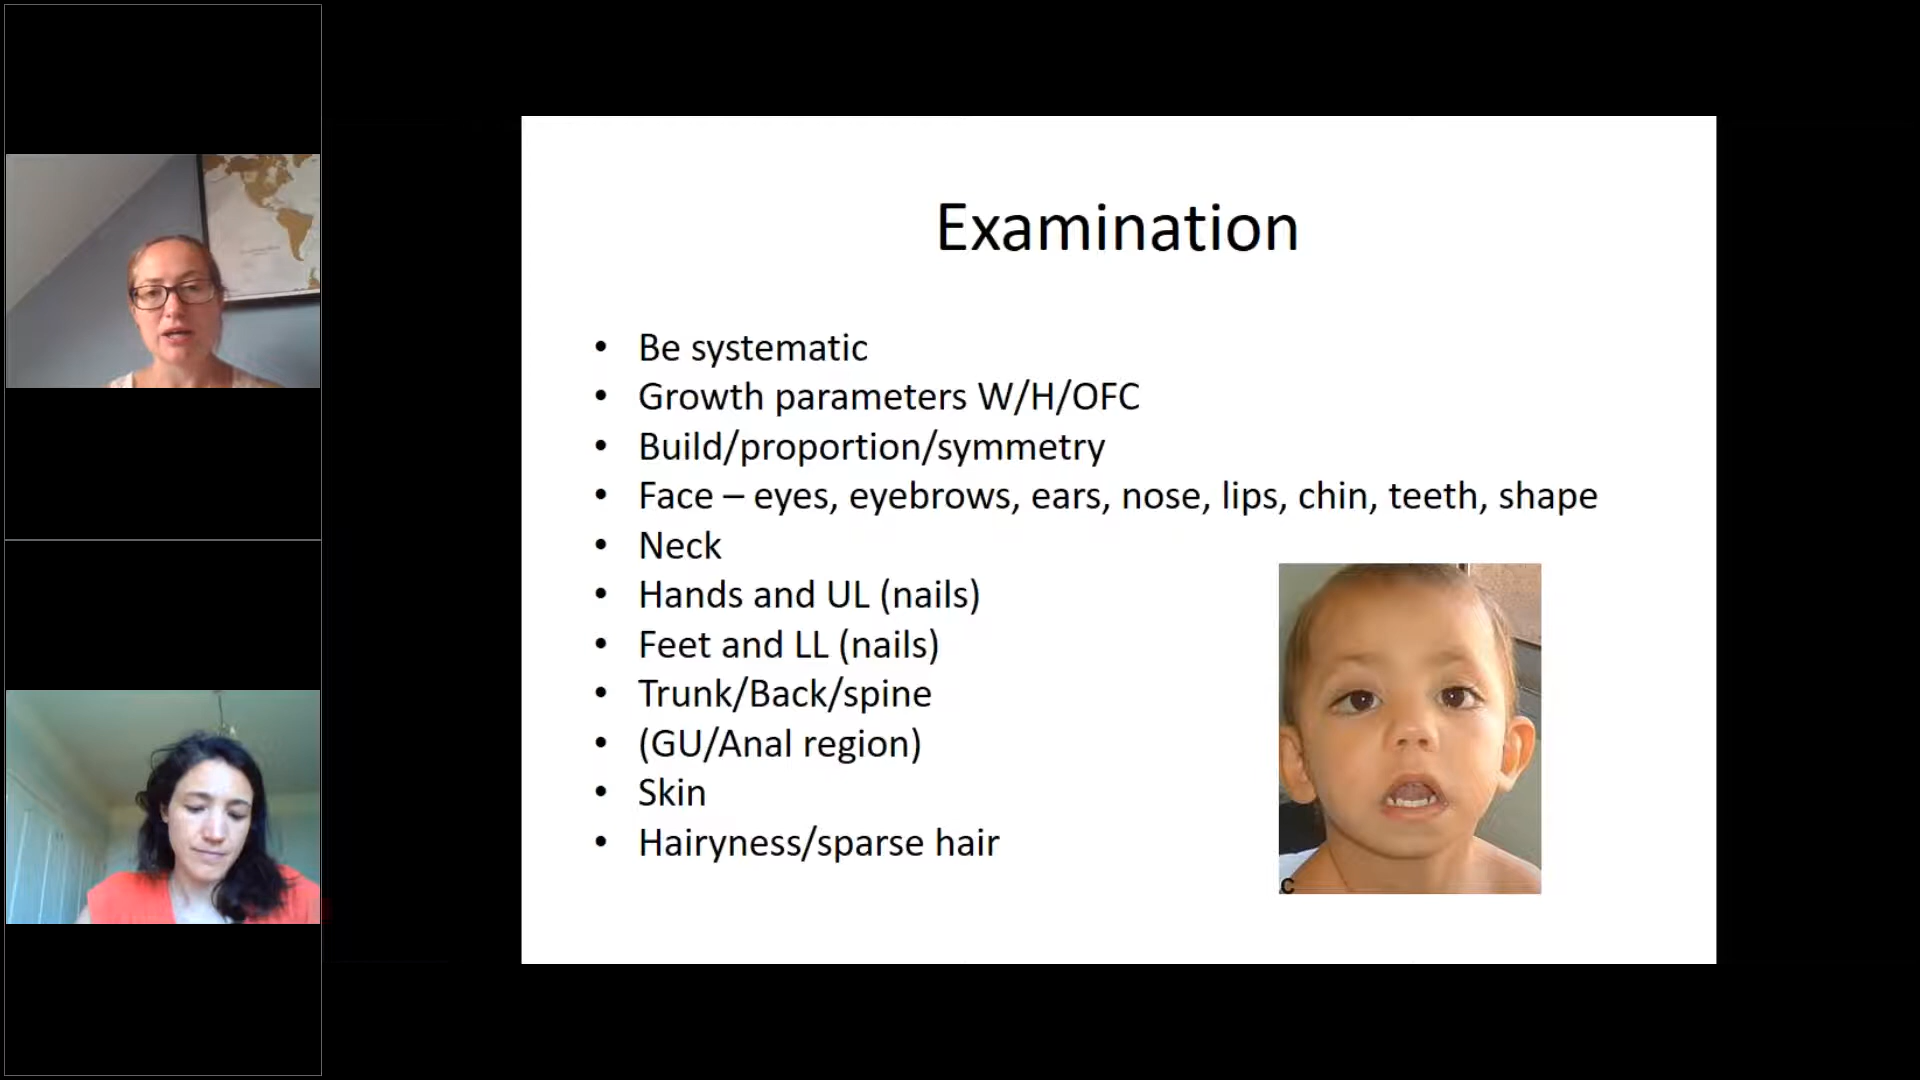 Examination
• Be systematic
• Growth parameters W/H/OFC
• Build/proportion/symmetry
• Face – eyes, eyebrows, ears, nose, lips, chin, teeth, shape
• Neck
• Hands and UL (nails)
• Feet and LL (nails)
• Trunk/Back/spine
• (GU/Anal region)
• Skin
• Hairyness/sparse hair
C